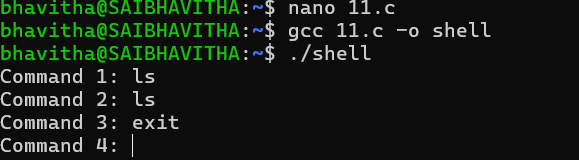 bhavitha@SAIBHAVITHA:~$ nano 11.c
bhavitha@SAIBHAVITHA:~$ gcc 11.c -o shell
bhavitha@SAIBHAVITHA:~$ ./shell
Command 1: ls
Command 2: ls
Command 3: exit
Command 4: